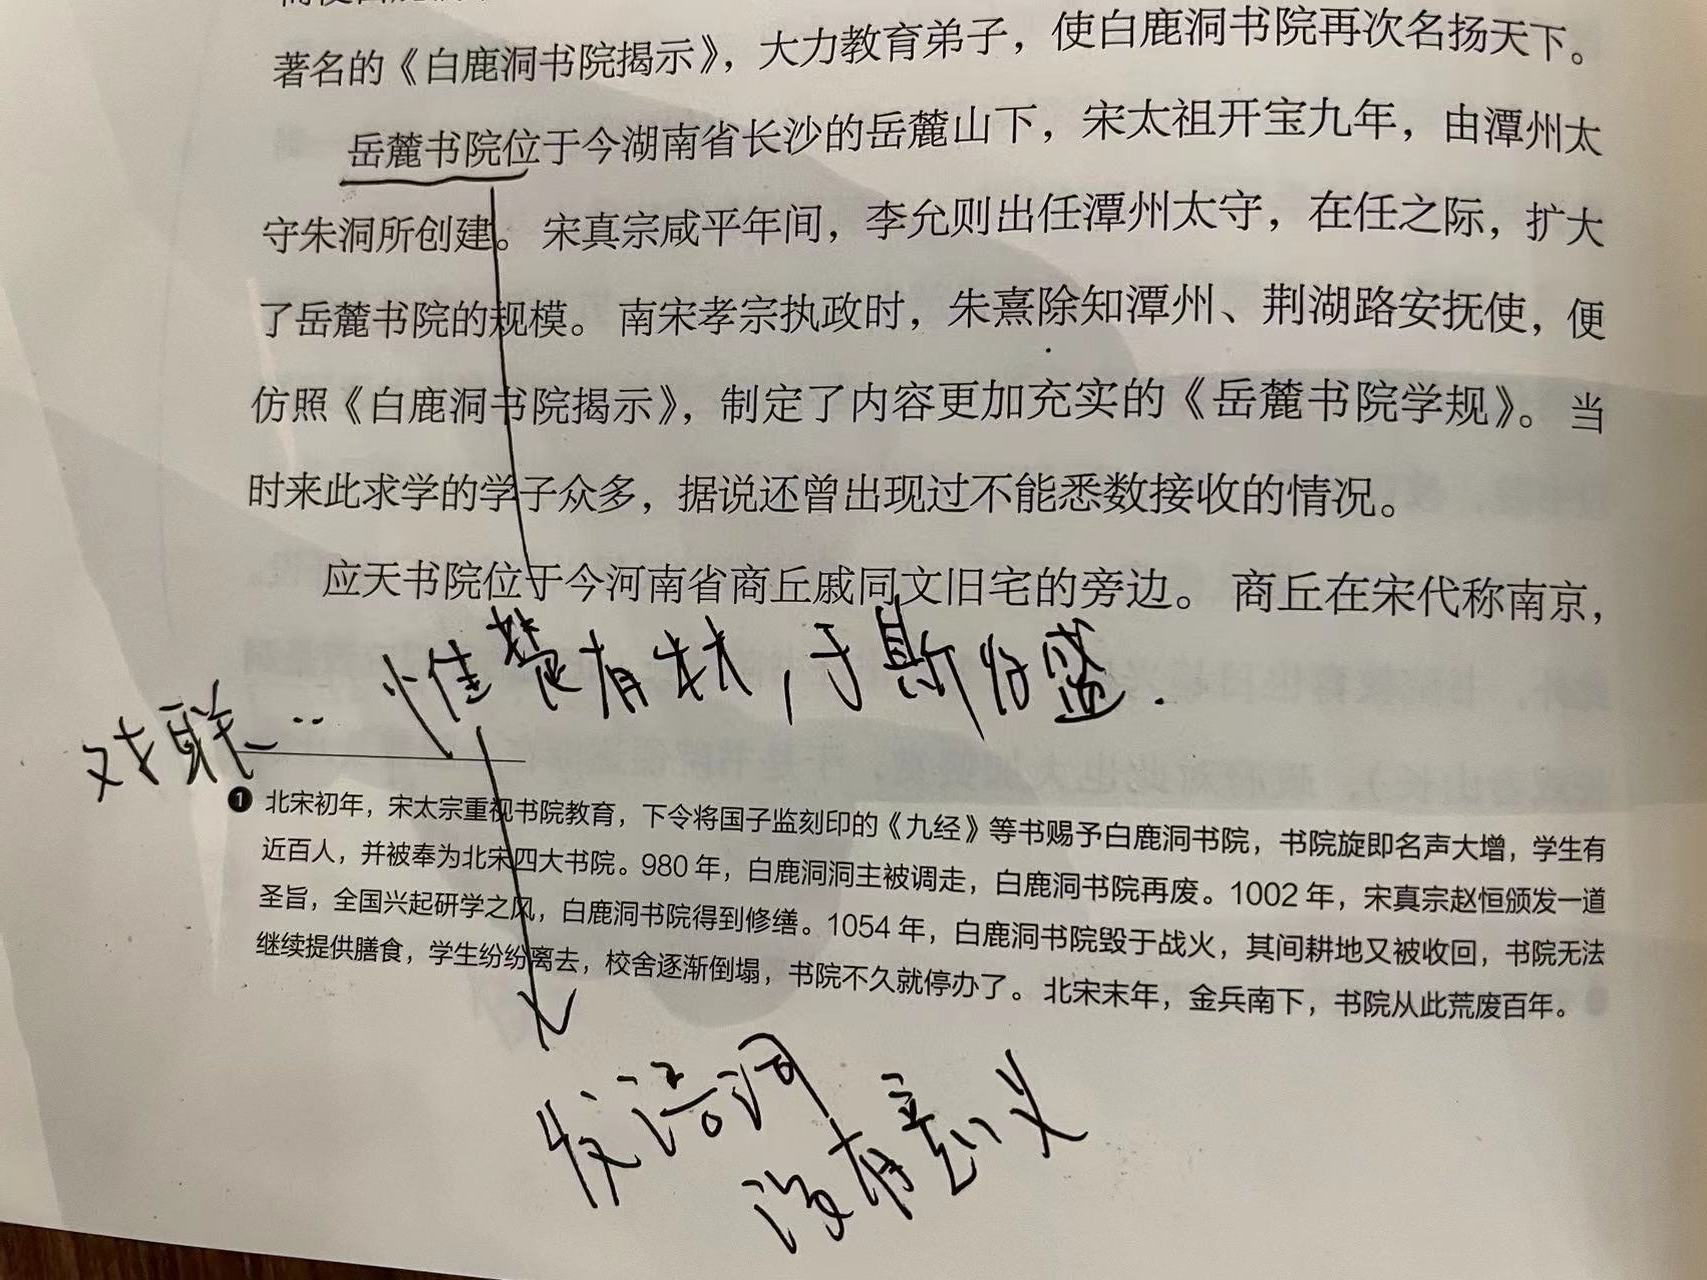 著名的《白鹿洞书院揭示》，大力教育弟子，使白鹿洞书院再次名扬天下。
岳麓书院位于今湖南省长沙的岳麓山下，宋太祖开宝九年，由潭州太
守朱洞所创建。宋真宗咸平年间，李允则出任潭州太守，在任之际，扩大
了岳麓书院的规模。南宋孝宗执政时，朱熹除知潭州、荆湖路安抚使，便
仿照《白鹿洞书院揭示》，制定了内容更加充实的《岳麓书院学规》。当
时来此求学的学子众多，据说还曾出现过不能悉数接收的情况。
应天书院位于今河南省商丘戚同文旧宅的旁边。商丘在宋代称南京，
对联：惟楚有材，于斯为盛.
❶ 北宋初年，宋太宗重视书院教育，下令将国子监刻印的《九经》等书赐予白鹿洞书院，书院旋即名声大增，学生有
近百人，并被奉为北宋四大书院。980 年，白鹿洞洞主被调走，白鹿洞书院再废。1002 年，宋真宗赵恒颁发一道
圣旨，全国兴起研学之风，白鹿洞书院得到修缮。1054 年，白鹿洞书院毁于战火，其间耕地又被收回，书院无法
继续提供膳食，学生纷纷离去，校舍逐渐倒塌，书院不久就停办了。北宋末年，金兵南下，书院从此荒废百年。
发语词
没有意义